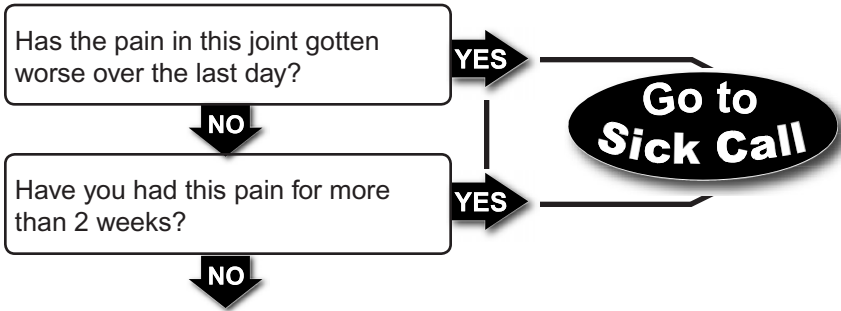 Has the pain in this joint gotten
worse over the last day?
YES
Go to
Sick Call
NO
Have you had this pain for more
than 2 weeks?
YES
NO